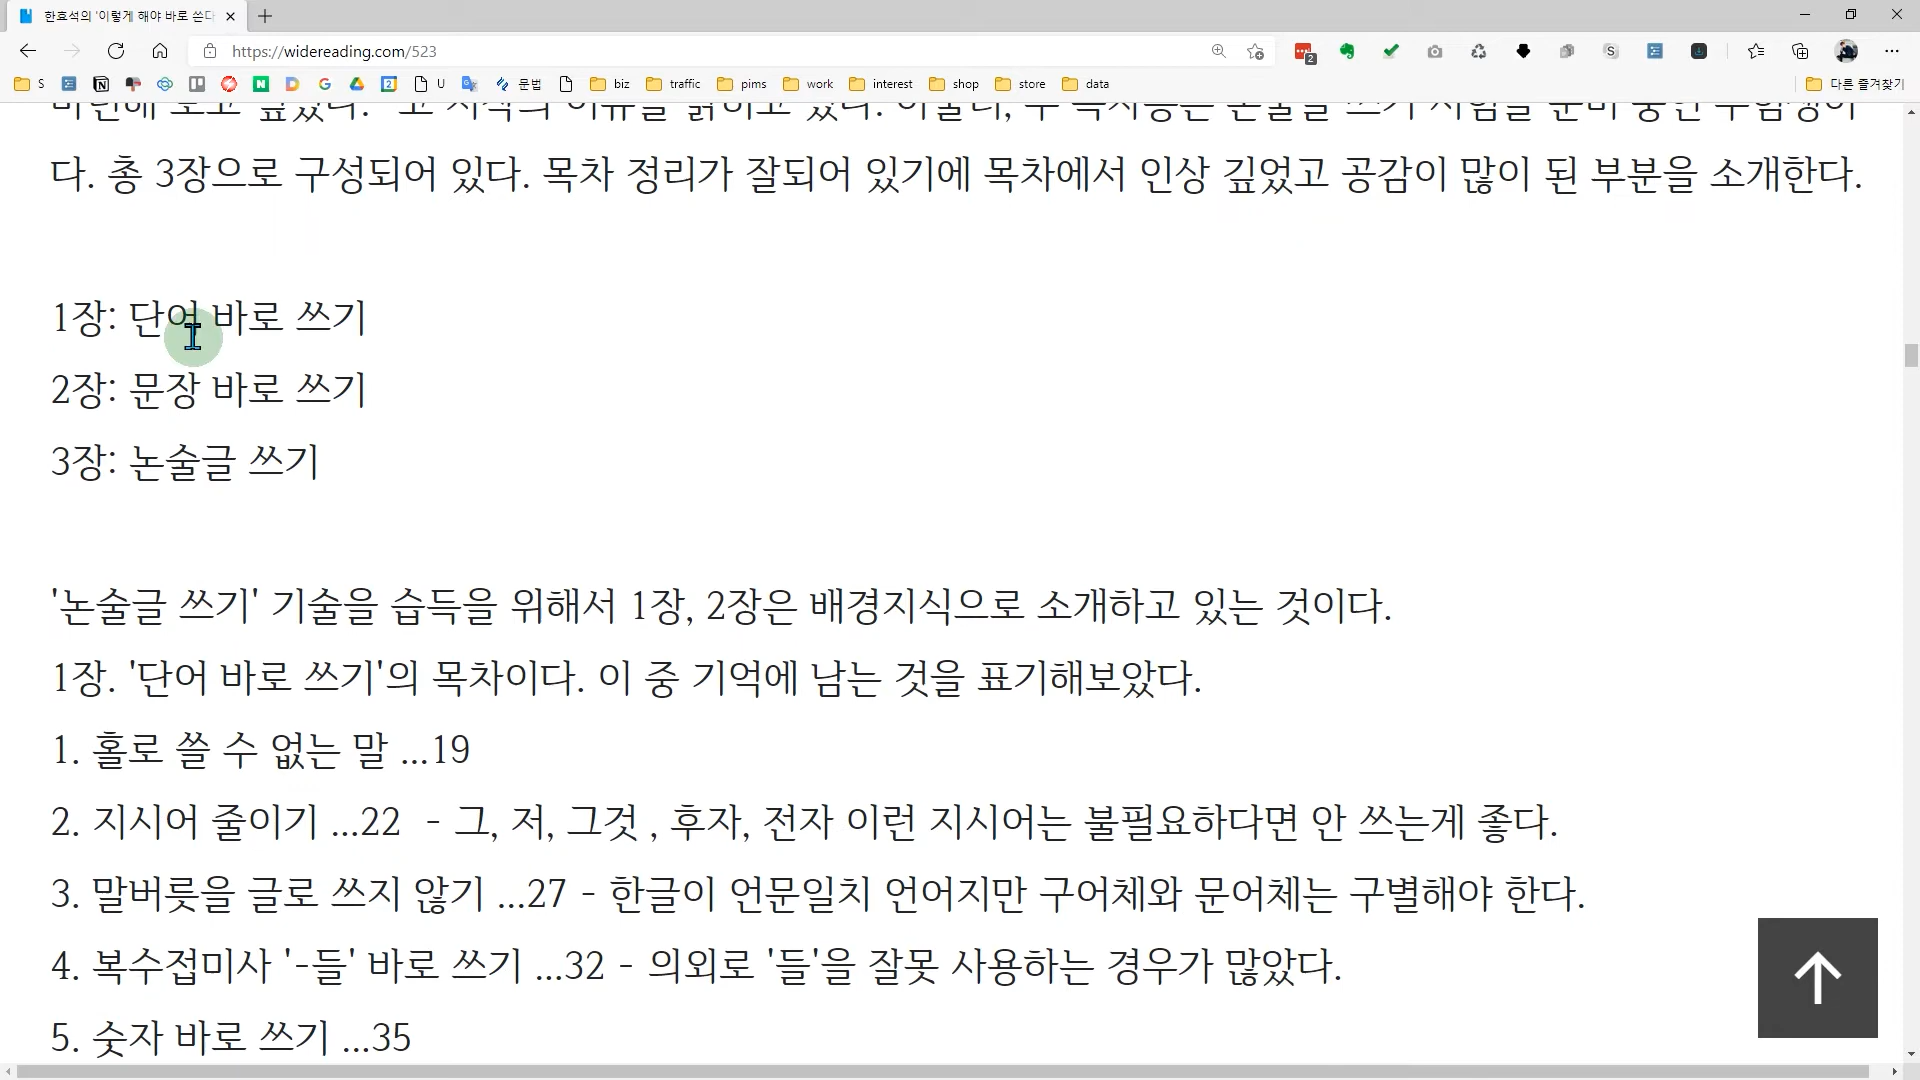 한효석의 '이렇게 해야 바로 쓴다
https://widereading.com/523
2
S
U
문법
biz
traffic
pims
work
interest
shop
store
data
다른 즐겨찾기
다. 총 3장으로 구성되어 있다. 목차 정리가 잘되어 있기에 목차에서 인상 깊었고 공감이 많이 된 부분을 소개한다.
1장: 단어 바로 쓰기
2장: 문장 바로 쓰기
3장: 논술글 쓰기
'논술글 쓰기' 기술을 습득을 위해서 1장, 2장은 배경지식으로 소개하고 있는 것이다.
1장. '단어 바로 쓰기'의 목차이다. 이 중 기억에 남는 것을 표기해보았다.
1. 홀로 쓸 수 없는 말 ...19
2. 지시어 줄이기 ...22  - 그, 저, 그것 , 후자, 전자 이런 지시어는 불필요하다면 안 쓰는게 좋다.
3. 말버릇을 글로 쓰지 않기 ...27 - 한글이 언문일치 언어지만 구어체와 문어체는 구별해야 한다.
4. 복수접미사 '-들' 바로 쓰기 ...32 - 의외로 '들'을 잘못 사용하는 경우가 많았다.
5. 숫자 바로 쓰기 ...35